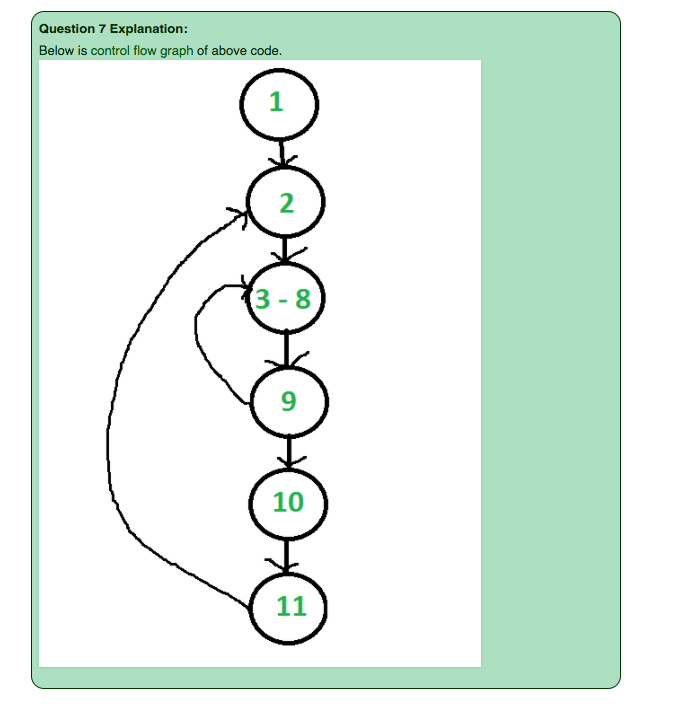 Question 7 Explanation:
Below is control flow graph of above code.
1
2
3 - 8
9
10
11